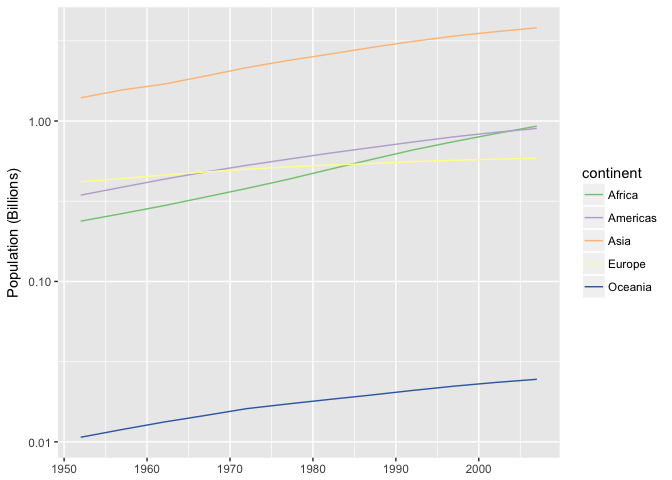 Population (Billions)
1.00
0.10
0.01
1950 1960 1970 1980 1990 2000
continent
Africa
Americas
Asia
Europe
Oceania